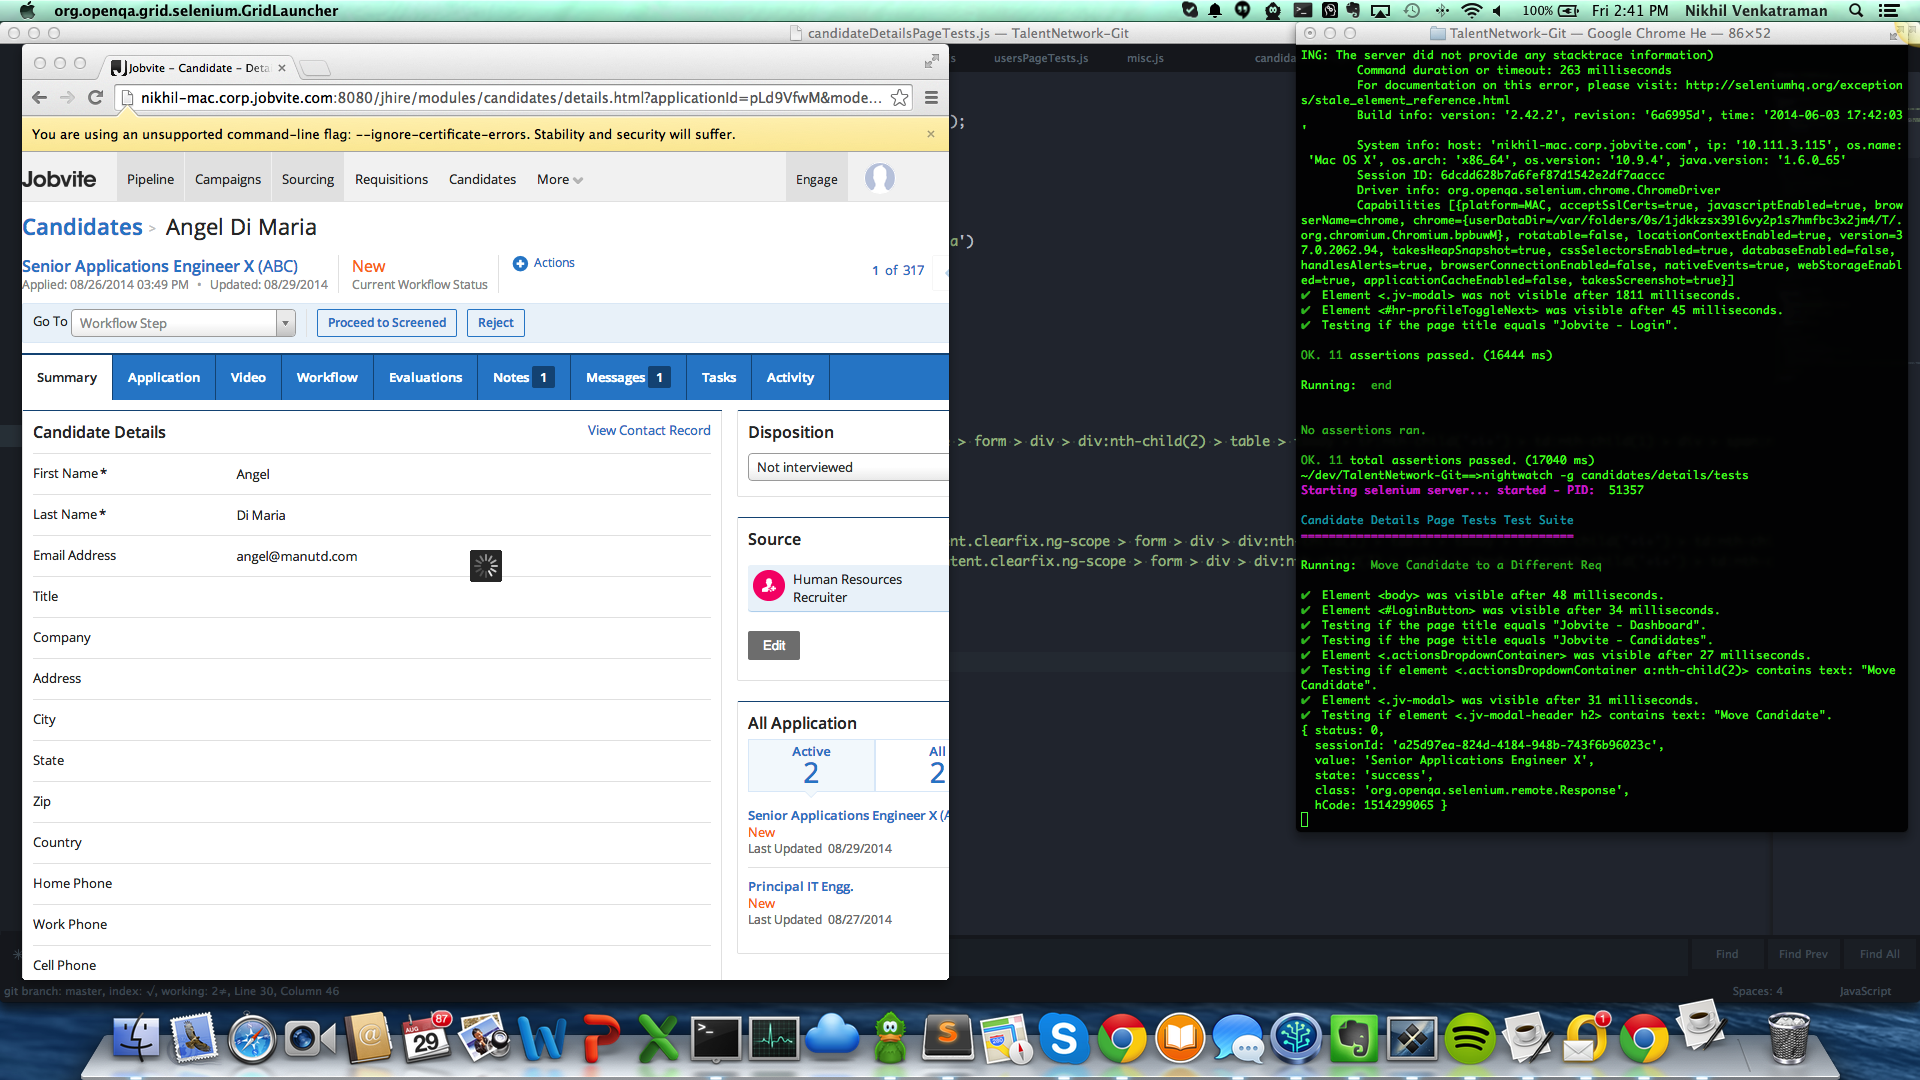 org.openqa.grid.selenium.GridLauncher
100%
Fri 2:41 PM
Nikhil Venkatraman
candidateDetailsPageTests.js — TalentNetwork-Git
usersPageTests.js
misc.js
candida
Jobvite - Candidate - Deta
nikhil-mac.corp.jobvite.com:8080/jhire/modules/candidates/details.html?applicationId=pLd9VfwM&mode...
You are using an unsupported command-line flag: --ignore-certificate-errors. Stability and security will suffer.
Jobvite
Pipeline
Campaigns
Sourcing
Requisitions
Candidates
More
Engage
Candidates > Angel Di Maria
Senior Applications Engineer X (ABC)
Applied: 08/26/2014 03:49 PM • Updated: 08/29/2014
New
Current Workflow Status
Actions
1 of 317
Go To
Workflow Step
Proceed to Screened
Reject
Summary
Application
Video
Workflow
Evaluations
Notes 1
Messages 1
Tasks
Activity
Candidate Details
View Contact Record
First Name* Angel
Last Name* Di Maria
Email Address angel@manutd.com
Title
Company
Address
City
State
Zip
Country
Home Phone
Work Phone
Cell Phone
Disposition
Not interviewed
Source
Human Resources
Recruiter
Edit
All Application
Active
2
All
2
Senior Applications Engineer X (A
New
Last Updated 08/29/2014
Principal IT Engg.
New
Last Updated 08/27/2014
);
a')
> form > div > div:nth-child(2) > table >
tent.clearfix.ng-scope > form > div > div:nth
tent.clearfix.ng-scope > form > div > div:n
TalentNetwork-Git — Google Chrome He — 86×52
ING: The server did not provide any stacktrace information)
Command duration or timeout: 263 milliseconds
For documentation on this error, please visit: http://seleniumhq.org/exception
s/stale_element_reference.html
Build info: version: '2.42.2', revision: '6a6995d', time: '2014-06-03 17:42:03
'
System info: host: 'nikhil-mac.corp.jobvite.com', ip: '10.111.3.115', os.name:
'Mac OS X', os.arch: 'x86_64', os.version: '10.9.4', java.version: '1.6.0_65'
Session ID: 6dcdd628b7a6fef87d1542e2df7aaccc
Driver info: org.openqa.selenium.chrome.ChromeDriver
Capabilities [{platform=MAC, acceptSslCerts=true, javascriptEnabled=true, brow
serName=chrome, chrome={userDataDir=/var/folders/0s/1jdkkzsx39l6vy2p1s7hmfbc3x2jm4/T/.
org.chromium.Chromium.bpbuwM}, rotatable=false, locationContextEnabled=true, version=3
7.0.2062.94, takesHeapSnapshot=true, cssSelectorsEnabled=true, databaseEnabled=false,
handlesAlerts=true, browserConnectionEnabled=false, nativeEvents=true, webStorageEnabl
ed=true, applicationCacheEnabled=false, takesScreenshot=true}]
✔ Element <.jv-modal> was not visible after 1811 milliseconds.
✔ Element <#hr-profileToggleNext> was visible after 45 milliseconds.
✔ Testing if the page title equals "Jobvite - Login".
OK. 11 assertions passed. (16444 ms)
Running: end
No assertions ran.
OK. 11 total assertions passed. (17040 ms)
~/dev/TalentNetwork-Git==>nightwatch -g candidates/details/tests
Starting selenium server... started - PID: 51357
Candidate Details Page Tests Test Suite
=======================================
Running: Move Candidate to a Different Req
✔ Element <body> was visible after 48 milliseconds.
✔ Element <#LoginButton> was visible after 34 milliseconds.
✔ Testing if the page title equals "Jobvite - Dashboard".
✔ Testing if the page title equals "Jobvite - Candidates".
✔ Element <.actionsDropdownContainer> was visible after 27 milliseconds.
✔ Testing if element <.actionsDropdownContainer a:nth-child(2)> contains text: "Move
Candidate".
✔ Element <.jv-modal> was visible after 31 milliseconds.
✔ Testing if element <.jv-modal-header h2> contains text: "Move Candidate".
{ status: 0,
sessionId: 'a25d97ea-824d-4184-948b-743f6b96023c',
value: 'Senior Applications Engineer X',
state: 'success',
class: 'org.openqa.selenium.remote.Response',
hCode: 1514299065 }
Find
Find Prev
Find All
git branch: master, index: √, working: 2≠, Line 30, Column 46
Spaces: 4
JavaScript
AUG
29
87
1